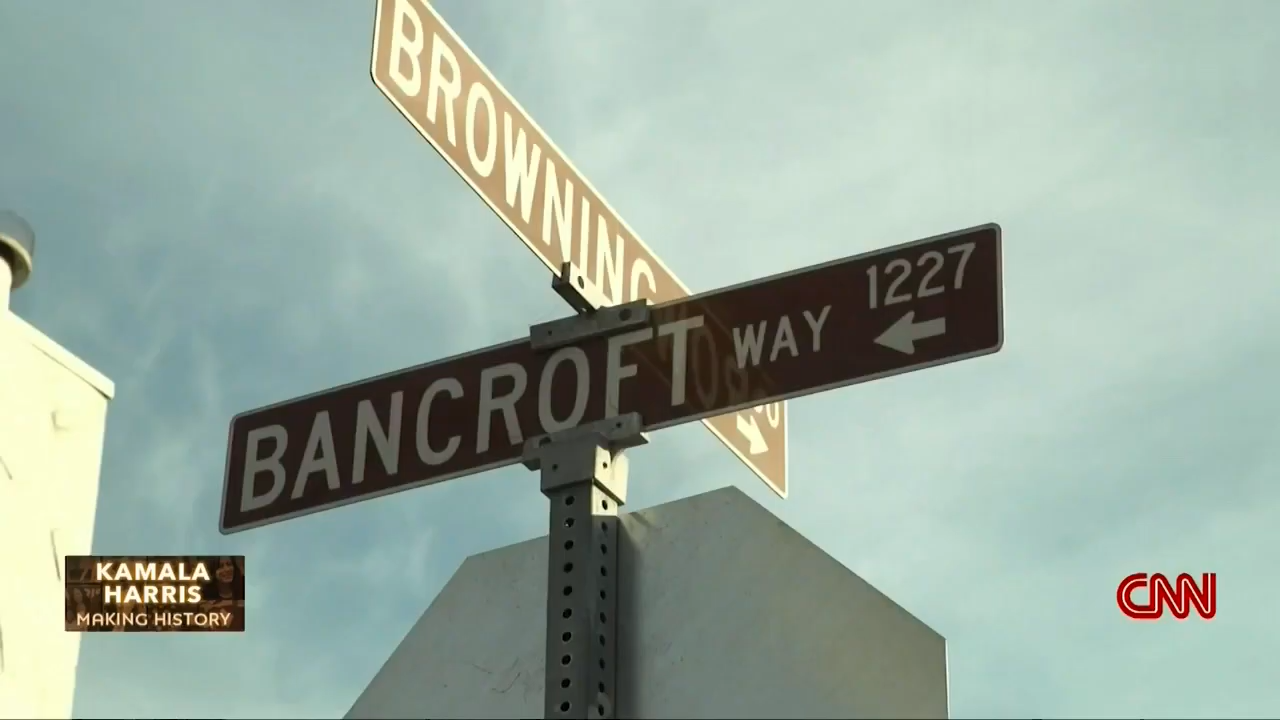 BROWNING
BANCROFT WAY 1227
KAMALA
HARRIS
MAKING HISTORY
CNN